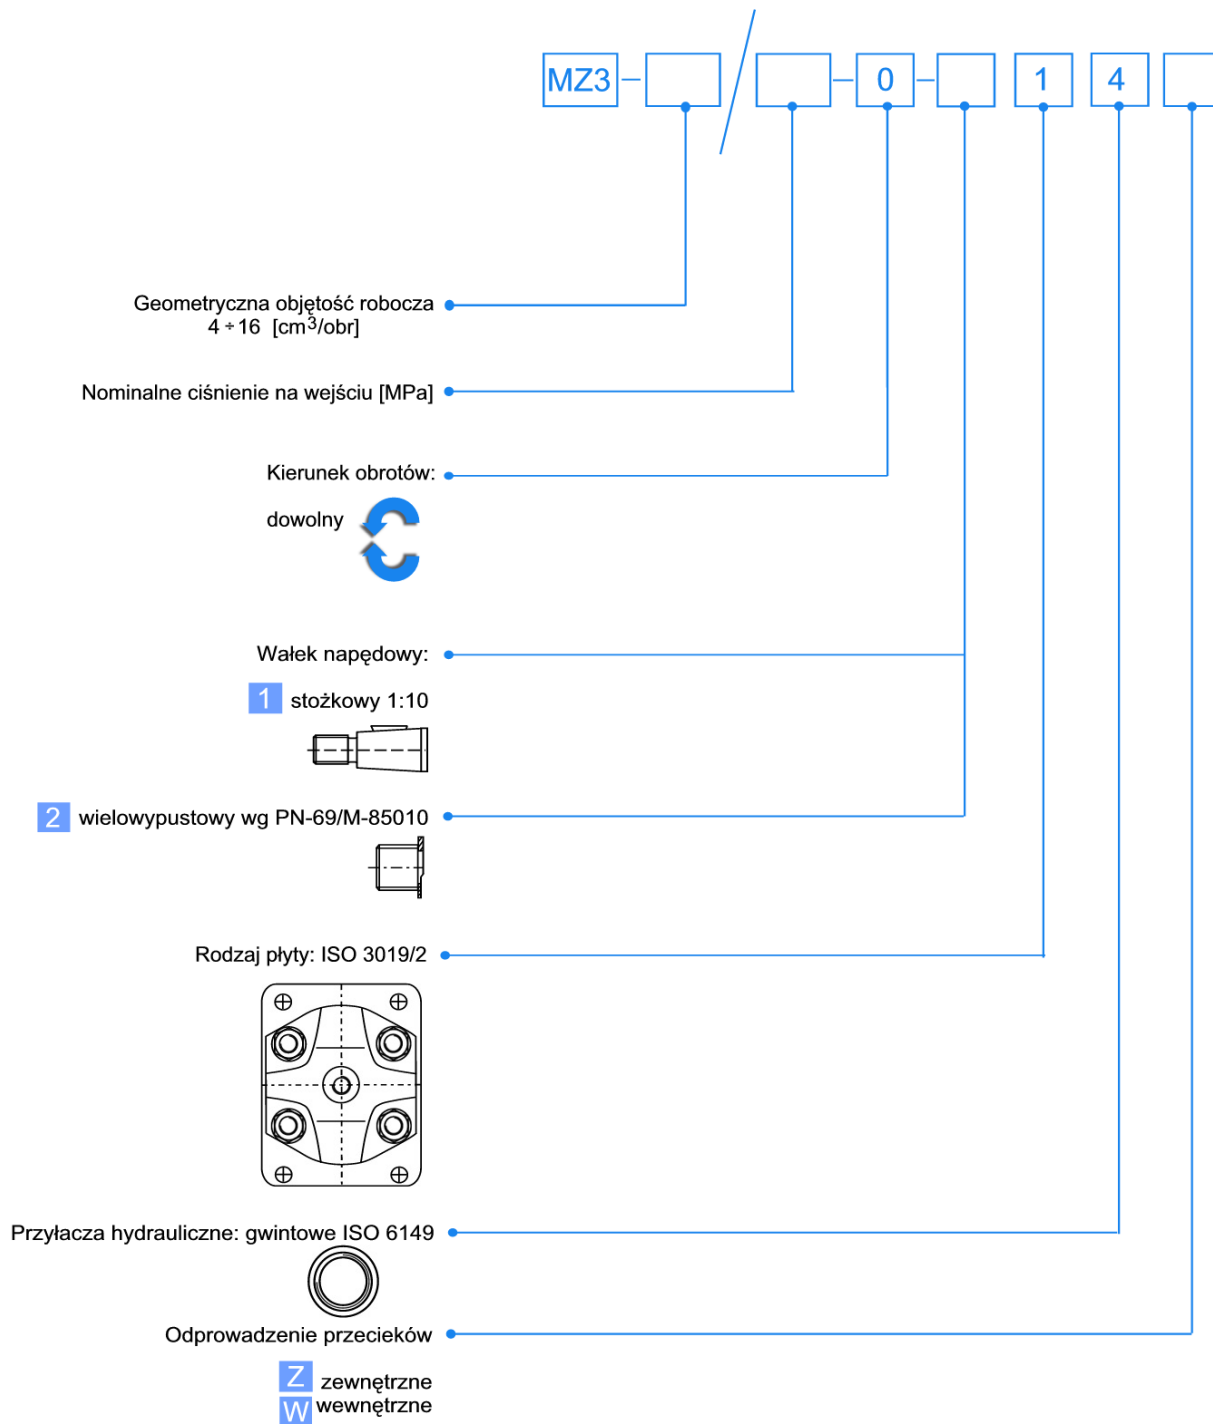 MZ3 - / - 0 - 1 4
Geometryczna objętość robocza
4 ÷ 16 [cm³/obr]
Nominalne ciśnienie na wejściu [MPa]
Kierunek obrotów:
dowolny
Wałek napędowy:
1 stożkowy 1:10
2 wielowypustowy wg PN-69/M-85010
Rodzaj płyty: ISO 3019/2
Przyłacza hydrauliczne: gwintowe ISO 6149
Odprowadzenie przecieków
Z zewnętrzne
W wewnętrzne